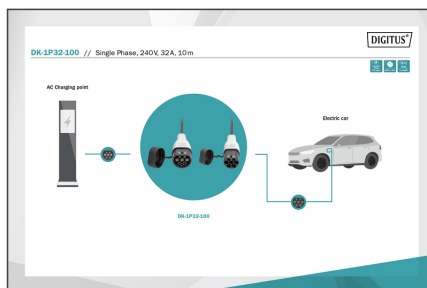 DIGITUS®
DK-1P32-100 // Single Phase, 240V, 32A, 10m
AC Charging point
Electric car
DK-1P32-100